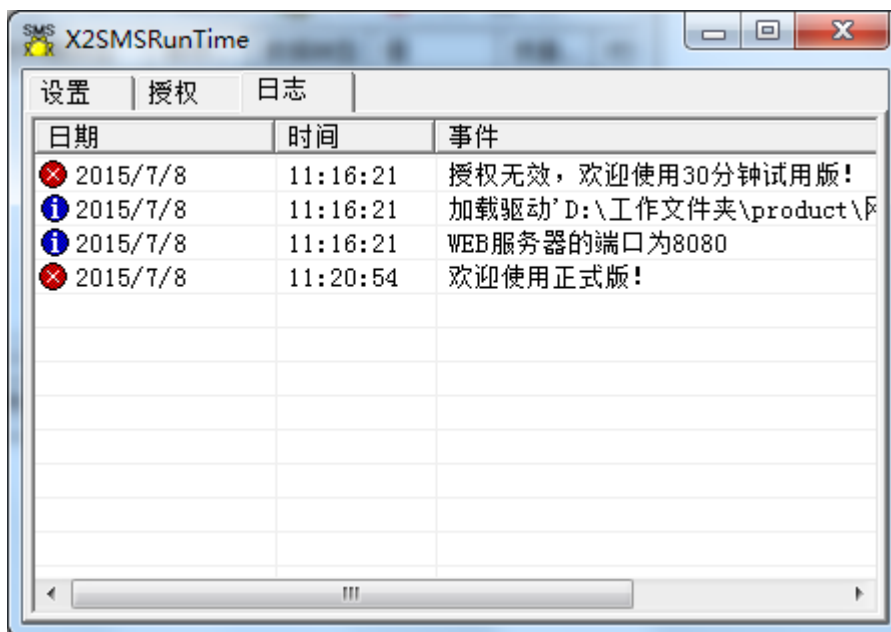 X2SMSRunTime
设置 授权 日志
日期 时间 事件
2015/7/8 11:16:21 授权无效，欢迎使用30分钟试用版！
2015/7/8 11:16:21 加载驱动'D:\工作文件夹\product\
2015/7/8 11:16:21 WEB服务器的端口为8080
2015/7/8 11:20:54 欢迎使用正式版！